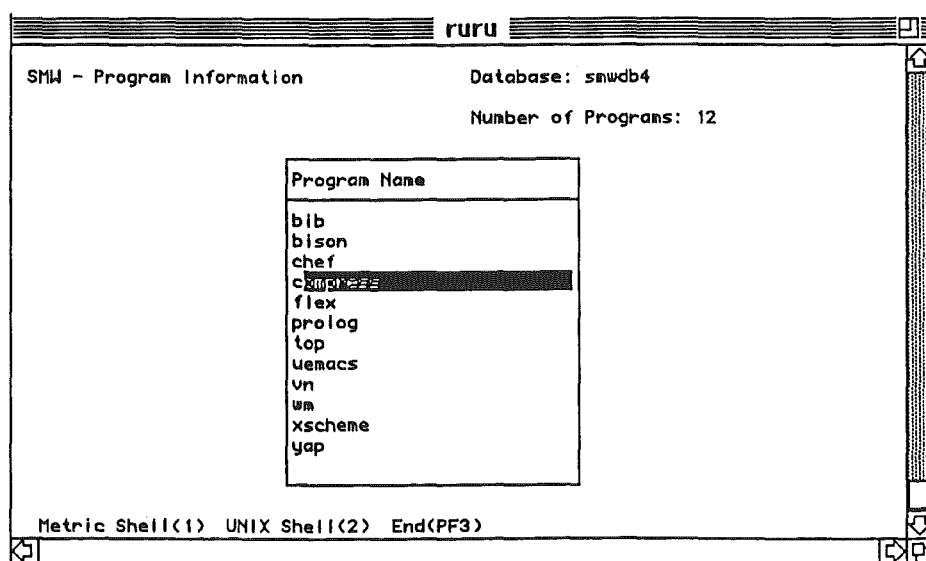 ruru
SMW - Program Information Database: smwdb4
Number of Programs: 12
Program Name
bib
bison
chef
compress
flex
prolog
top
uemacs
vn
wm
xscheme
yap
Metric Shell(1) UNIX Shell(2) End(PF3)